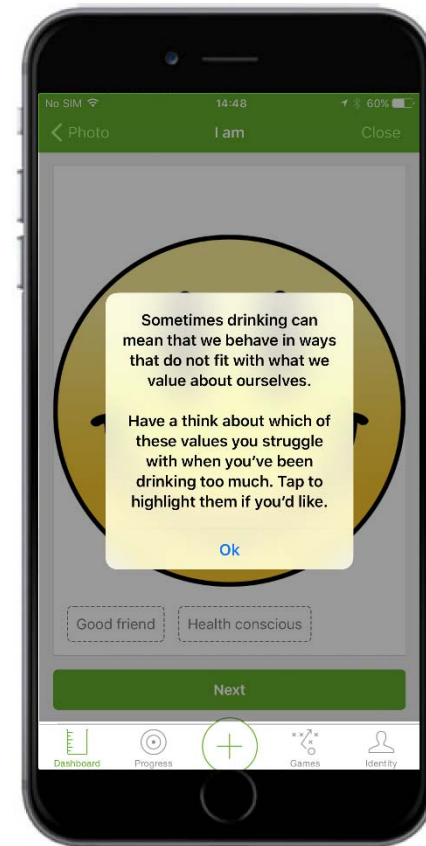 No SIM 14:48 60%
Photo I am Close
Sometimes drinking can
mean that we behave in ways
that do not fit with what we
value about ourselves.
Have a think about which of
these values you struggle
with when you've been
drinking too much. Tap to
highlight them if you'd like.
Ok
Good friend Health conscious
Next
Dashboard Progress Games Identity